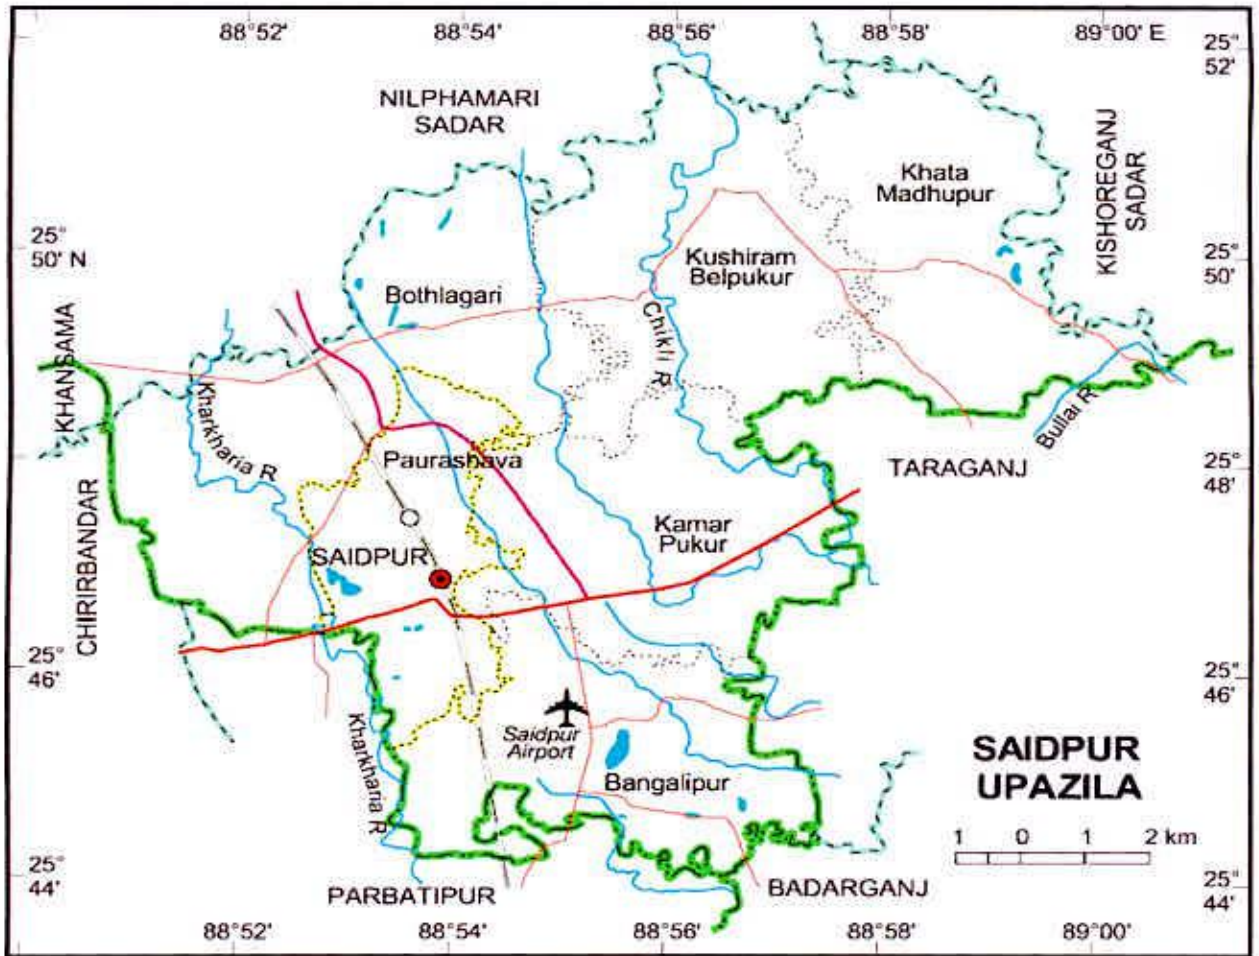 88°52' 88°54' 88°56' 88°58' 89°00' E
25°
52'
NILPHAMARI
SADAR
KISHOREGANJ
SADAR
Khata
Madhupur
25°
50' N
25°
50'
Kushiram
Belpukur
Bothlagari
Chikli R
KHANSAMA
Kharkharia R
Bullai R
Paurashava
TARAGANJ
25°
48'
CHIRIRBANDAR
Kamar
Pukur
SAIDPUR
25°
46'
25°
46'
Kharkharia R
Saidpur
Airport
SAIDPUR
UPAZILA
Bangalipur
1 0 1 2 km
25°
44'
25°
44'
PARBATIPUR
BADARGANJ
88°52' 88°54' 88°56' 88°58' 89°00'